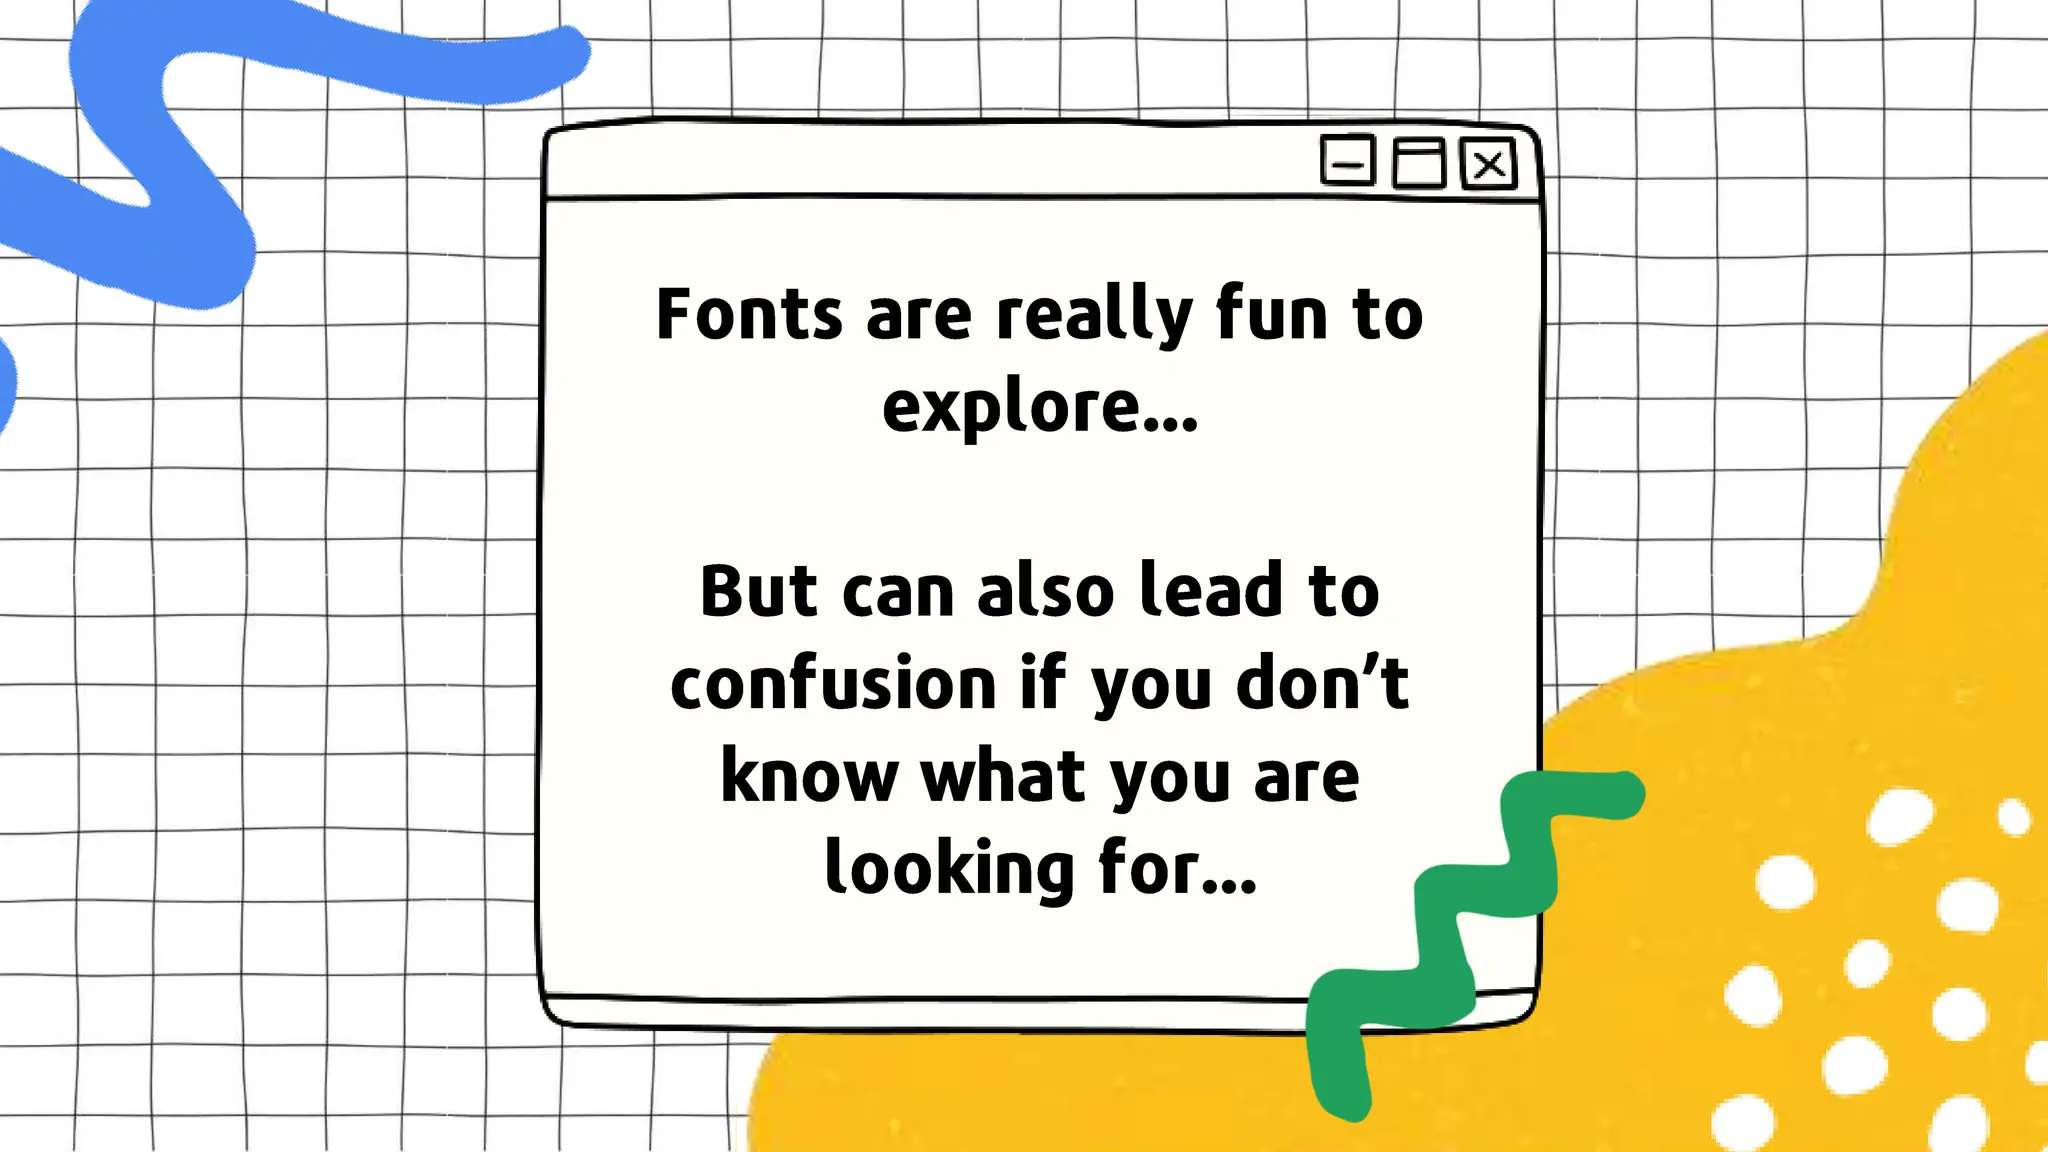 Fonts are really fun to
explore...
But can also lead to
confusion if you don’t
know what you are
looking for...